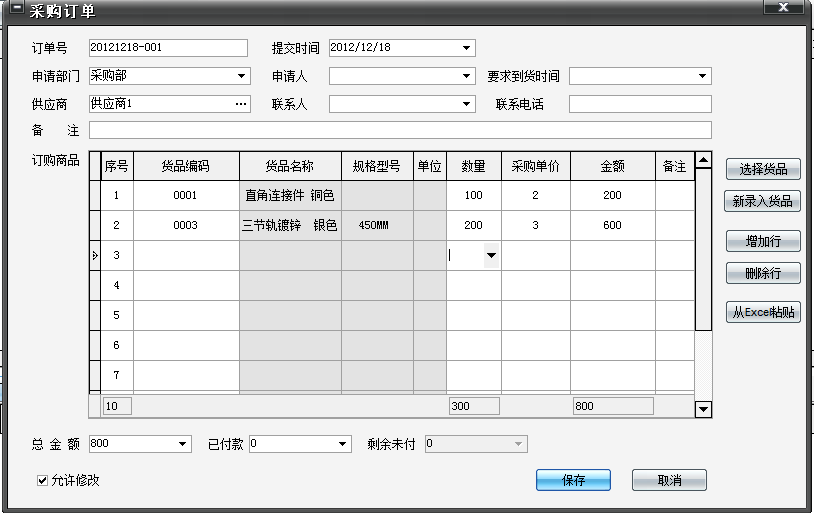 采购订单
订单号 20121218-001 提交时间 2012/12/18
申请部门 采购部 申请人 要求到货时间
供应商 供应商1 ... 联系人 联系电话
备 注
订购商品 序号 货品编码 货品名称 规格型号 单位 数量 采购单价 金额 备注
选择货品
1 0001 直角连接件 铜色 100 2 200
新录入货品
2 0003 三节轨镀锌 银色 450MM 200 3 600
增加行
3
删除行
4
5
从Excel粘贴
6
7
10 300 800
总 金 额 800 已付款 0 剩余未付 0
允许修改
保存 取消